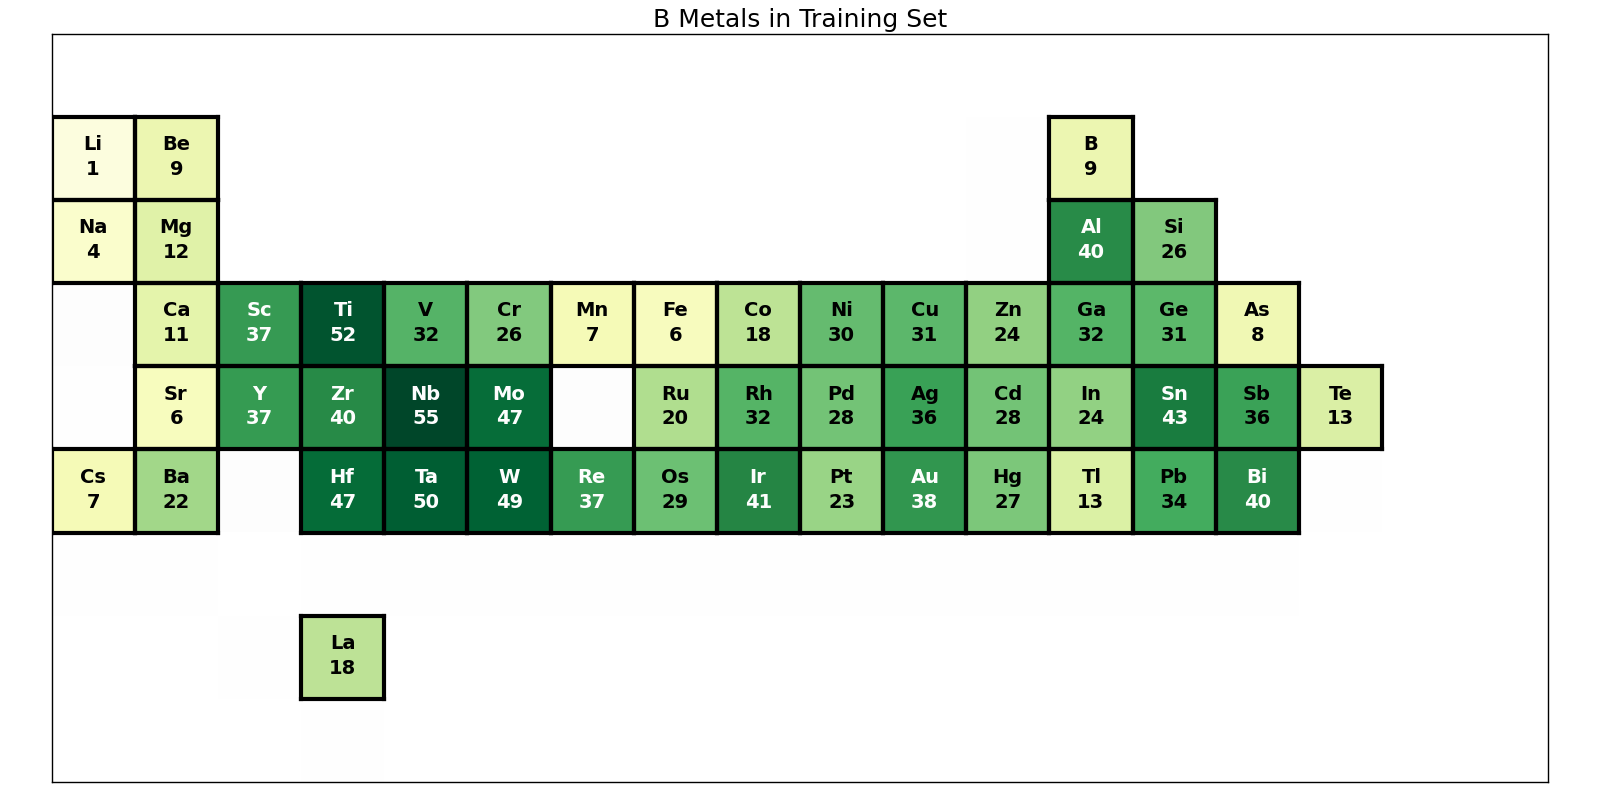 B Metals in Training Set
Li Be B
1 9 9
Na Mg Al Si
4 12 40 26
Ca Sc Ti V Cr Mn Fe Co Ni Cu Zn Ga Ge As
11 37 52 32 26 7 6 18 30 31 24 32 31 8
Sr Y Zr Nb Mo Ru Rh Pd Ag Cd In Sn Sb Te
6 37 40 55 47 20 32 28 36 28 24 43 36 13
Cs Ba Hf Ta W Re Os Ir Pt Au Hg Tl Pb Bi
7 22 47 50 49 37 29 41 23 38 27 13 34 40
La
18